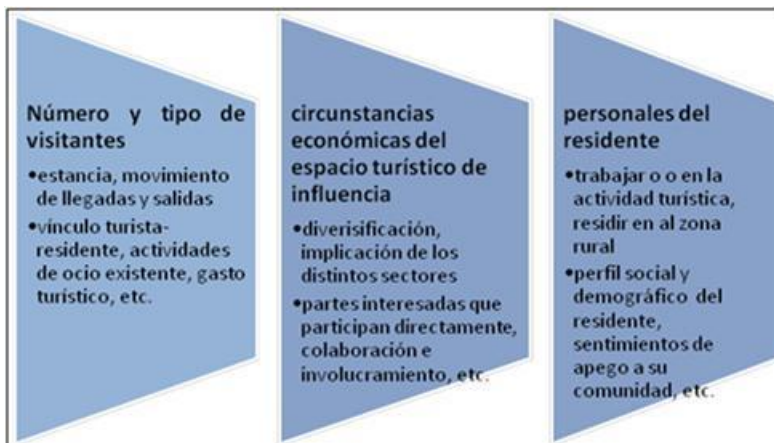 Número y tipo de
visitantes
•estancia, movimiento
de llegadas y salidas
•vínculo turista-
residente, actividades
de ocio existente, gasto
turístico, etc.
circunstancias
económicas del
espacio turístico de
influencia
•diverisificación,
implicación de los
distintos sectores
•partes interesadas que
participan directamente,
colaboración e
involucramiento, etc.
personales del
residente
•trabajar o o en la
actividad turística,
residir en al zona
rural
•perfil social y
demográfico del
residente,
sentimientos de
apego a su
comunidad, etc.